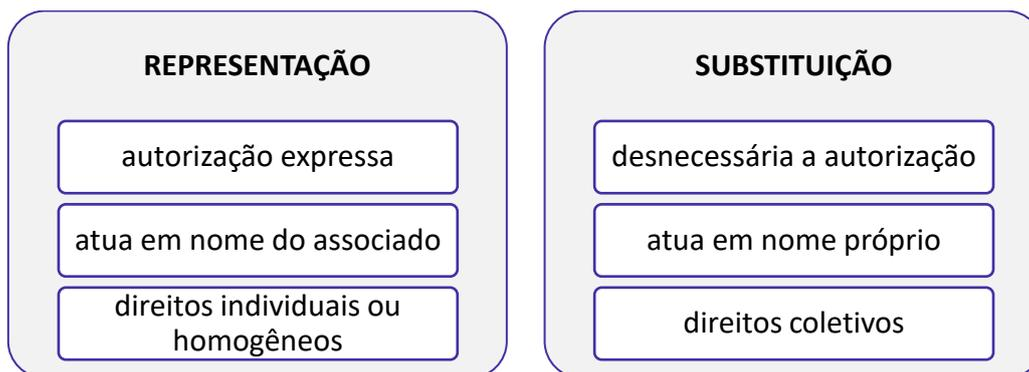 REPRESENTAÇÃO
autorização expressa
atua em nome do associado
direitos individuais ou
homogêneos
SUBSTITUIÇÃO
desnecessária a autorização
atua em nome próprio
direitos coletivos